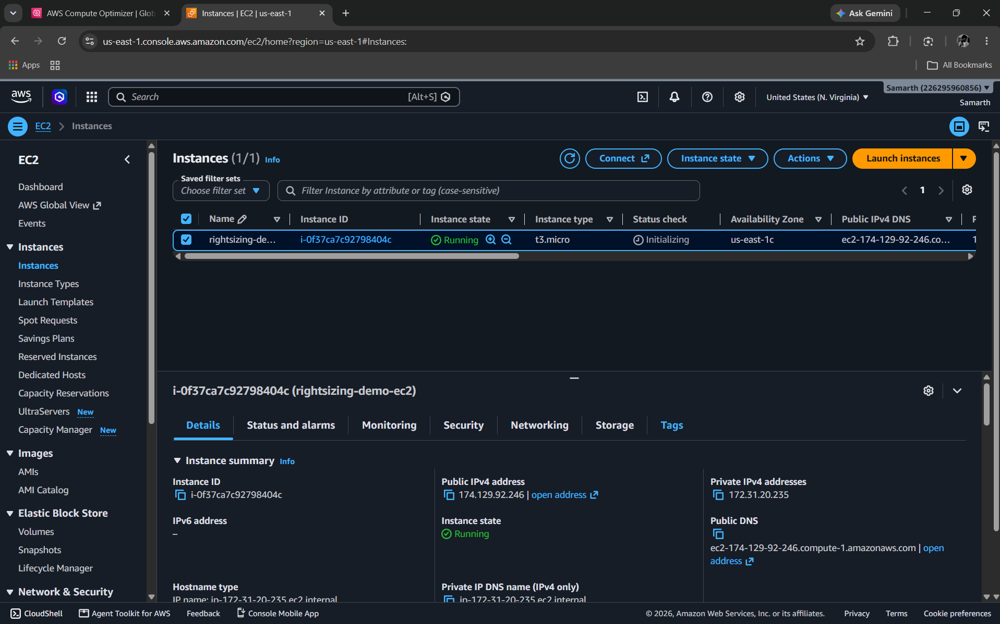 AWS Compute Optimizer | Glob
Instances | EC2 | us-east-1
Ask Gemini
us-east-1.console.aws.amazon.com/ec2/home?region=us-east-1#Instances:
Apps
All Bookmarks
aws
Search
[Alt+S]
United States (N. Virginia)
Samarth (226295960856)
Samarth
EC2
Instances
EC2
Dashboard
AWS Global View
Events
Instances
Instances
Instance Types
Launch Templates
Spot Requests
Savings Plans
Reserved Instances
Dedicated Hosts
Capacity Reservations
UltraServers New
Capacity Manager New
Images
AMIs
AMI Catalog
Elastic Block Store
Volumes
Snapshots
Lifecycle Manager
Network & Security
Instances (1/1) Info
Connect
Instance state
Actions
Launch instances
Saved filter sets
Choose filter set
Filter Instance by attribute or tag (case-sensitive)
1
Name Instance ID Instance state Instance type Status check Availability Zone Public IPv4 DNS
rightsizing-de... i-0f37ca7c92798404c Running t3.micro Initializing us-east-1c ec2-174-129-92-246.co... 1
i-0f37ca7c92798404c (rightsizing-demo-ec2)
Details Status and alarms Monitoring Security Networking Storage Tags
Instance summary Info
Instance ID
i-0f37ca7c92798404c
Public IPv4 address
174.129.92.246 | open address
Private IPv4 addresses
172.31.20.235
IPv6 address
–
Instance state
Running
Public DNS
ec2-174-129-92-246.compute-1.amazonaws.com | open
address
Hostname type
IP name: ip-172-31-20-235.ec2.internal
Private IP DNS name (IPv4 only)
ip-172-31-20-235.ec2.internal
CloudShell
Agent Toolkit for AWS
Feedback
Console Mobile App
© 2026, Amazon Web Services, Inc. or its affiliates.
Privacy
Terms
Cookie preferences